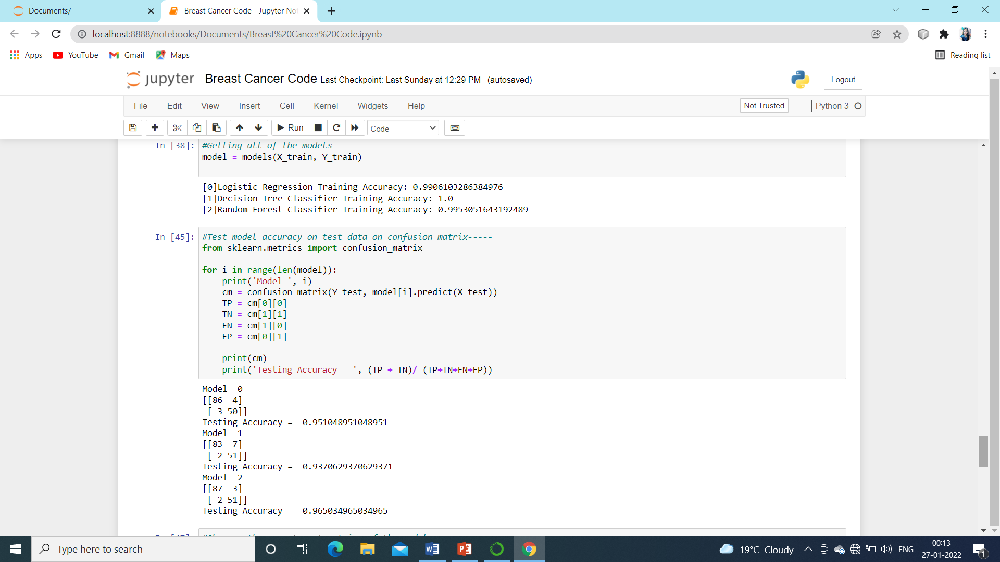 Documents/
Breast Cancer Code - Jupyter No
localhost:8888/notebooks/Documents/Breast%20Cancer%20Code.ipynb
Apps YouTube Gmail Maps Reading list
jupyter Breast Cancer Code Last Checkpoint: Last Sunday at 12:29 PM (autosaved) Logout
File Edit View Insert Cell Kernel Widgets Help Not Trusted Python 3
Run Code
In [38]: #Getting all of the models----
model = models(X_train, Y_train)
[0]Logistic Regression Training Accuracy: 0.9906103286384976
[1]Decision Tree Classifier Training Accuracy: 1.0
[2]Random Forest Classifier Training Accuracy: 0.9953051643192489
In [45]: #Test model accuracy on test data on confusion matrix-----
from sklearn.metrics import confusion_matrix
for i in range(len(model)):
print('Model ', i)
cm = confusion_matrix(Y_test, model[i].predict(X_test))
TP = cm[0][0]
TN = cm[1][1]
FN = cm[1][0]
FP = cm[0][1]
print(cm)
print('Testing Accuracy = ', (TP + TN)/ (TP+TN+FN+FP))
Model  0
[[86  4]
[ 3 50]]
Testing Accuracy =  0.951048951048951
Model  1
[[83  7]
[ 2 51]]
Testing Accuracy =  0.9370629370629371
Model  2
[[87  3]
[ 2 51]]
Testing Accuracy =  0.965034965034965
Type here to search 19°C Cloudy ENG 00:13
27-01-2022 1